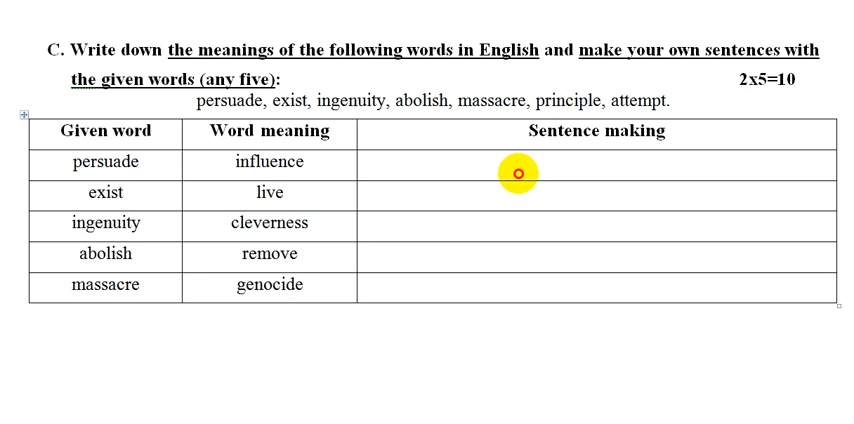 C. Write down the meanings of the following words in English and make your own sentences with
the given words (any five): 2x5=10
persuade, exist, ingenuity, abolish, massacre, principle, attempt.
Given word Word meaning Sentence making
persuade influence
exist live
ingenuity cleverness
abolish remove
massacre genocide